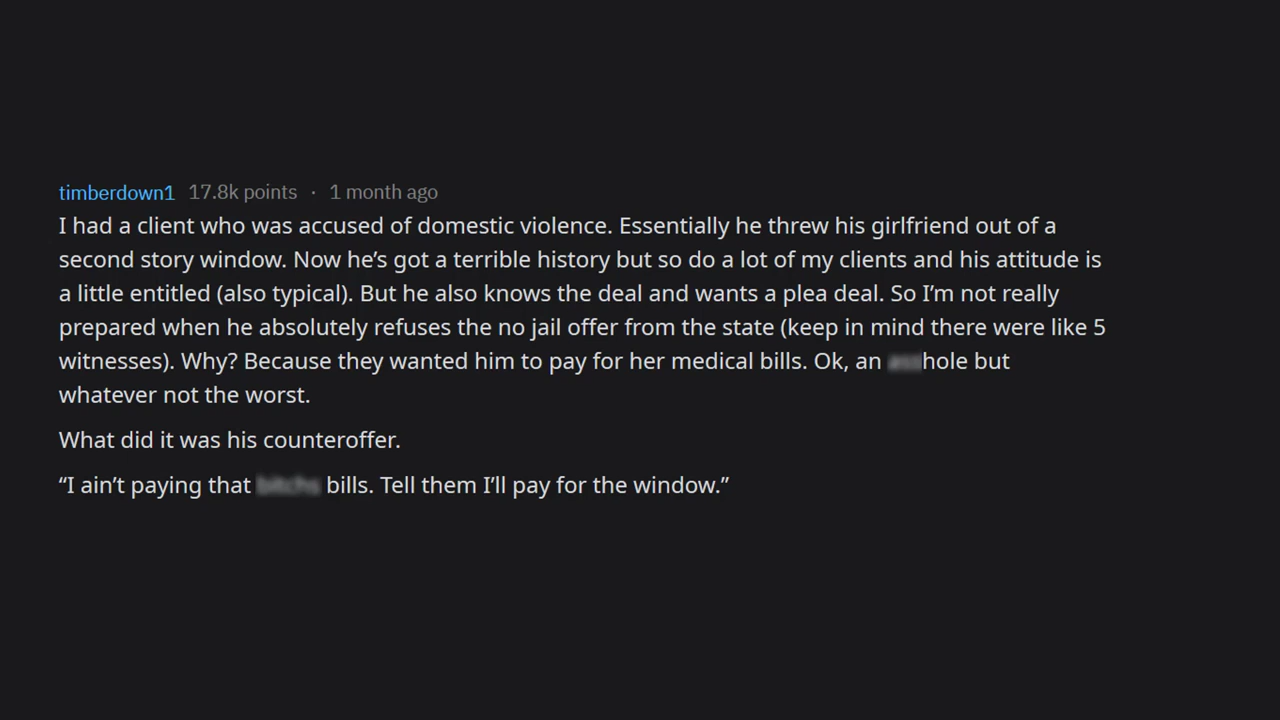 timberdown1 17.8k points · 1 month ago
I had a client who was accused of domestic violence. Essentially he threw his girlfriend out of a
second story window. Now he’s got a terrible history but so do a lot of my clients and his attitude is
a little entitled (also typical). But he also knows the deal and wants a plea deal. So I’m not really
prepared when he absolutely refuses the no jail offer from the state (keep in mind there were like 5
witnesses). Why? Because they wanted him to pay for her medical bills. Ok, an hole but
whatever not the worst.
What did it was his counteroffer.
“I ain’t paying that bills. Tell them I’ll pay for the window.”